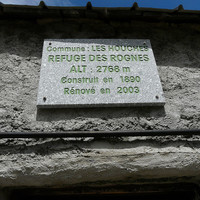 Commune : LES HOUCHES
REFUGE DES ROGNES
ALT : 2768 m
Construit en 1890
Rénové en 2003